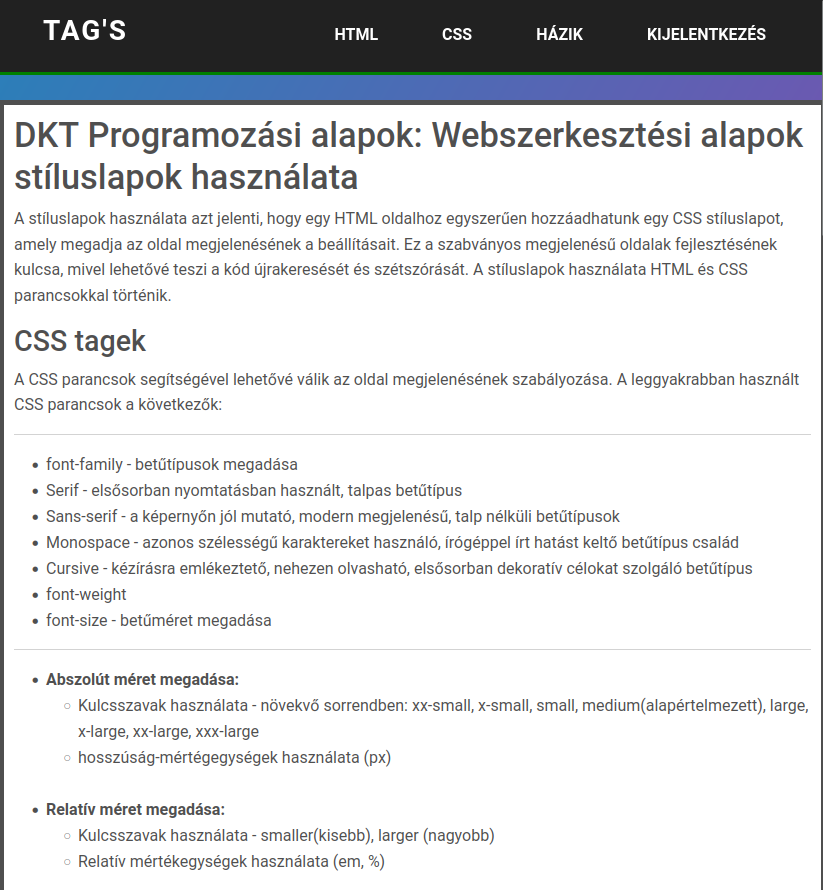 TAG'S
HTML CSS HÁZIK KIJELENTKEZÉS
DKT Programozási alapok: Webszerkesztési alapok
stíluslapok használata
A stíluslapok használata azt jelenti, hogy egy HTML oldalhoz egyszerűen hozzáadhatunk egy CSS stíluslapot,
amely megadja az oldal megjelenésének a beállításait. Ez a szabványos megjelenésű oldalak fejlesztésének
kulcsa, mivel lehetővé teszi a kód újrakeresését és szétszórását. A stíluslapok használata HTML és CSS
parancsokkal történik.
CSS tagek
A CSS parancsok segítségével lehetővé válik az oldal megjelenésének szabályozása. A leggyakrabban használt
CSS parancsok a következők:
• font-family - betűtípusok megadása
• Serif - elsősorban nyomtatásban használt, talpas betűtípus
• Sans-serif - a képernyőn jól mutató, modern megjelenésű, talp nélküli betűtípusok
• Monospace - azonos szélességű karaktereket használó, írógéppel írt hatást keltő betűtípus család
• Cursive - kézírásra emlékeztető, nehezen olvasható, elsősorban dekoratív célokat szolgáló betűtípus
• font-weight
• font-size - betűméret megadása
• Abszolút méret megadása:
○ Kulcsszavak használata - növekvő sorrendben: xx-small, x-small, small, medium(alapértelmezett), large,
x-large, xx-large, xxx-large
○ hosszúság-mértégegységek használata (px)
• Relatív méret megadása:
○ Kulcsszavak használata - smaller(kisebb), larger (nagyobb)
○ Relatív mértékegységek használata (em, %)